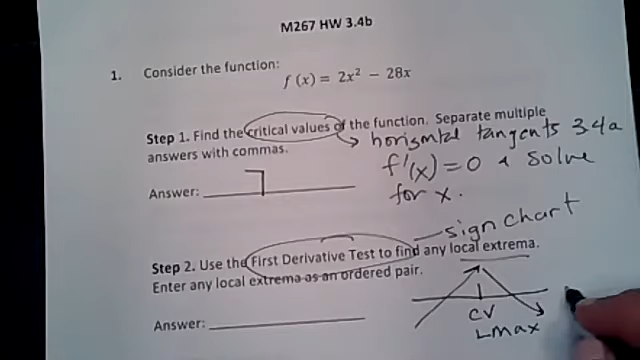 M267 HW 3.4b
1. Consider the function:
f (x) = 2x² − 28x
Step 1. Find the critical values of the function. Separate multiple
answers with commas.
→ horizontal tangents 3.4a
f'(x) = 0 & solve
for x.
Answer: 7
sign chart
Step 2. Use the First Derivative Test to find any local extrema.
Enter any local extrema as an ordered pair.
Answer:
CV
Lmax